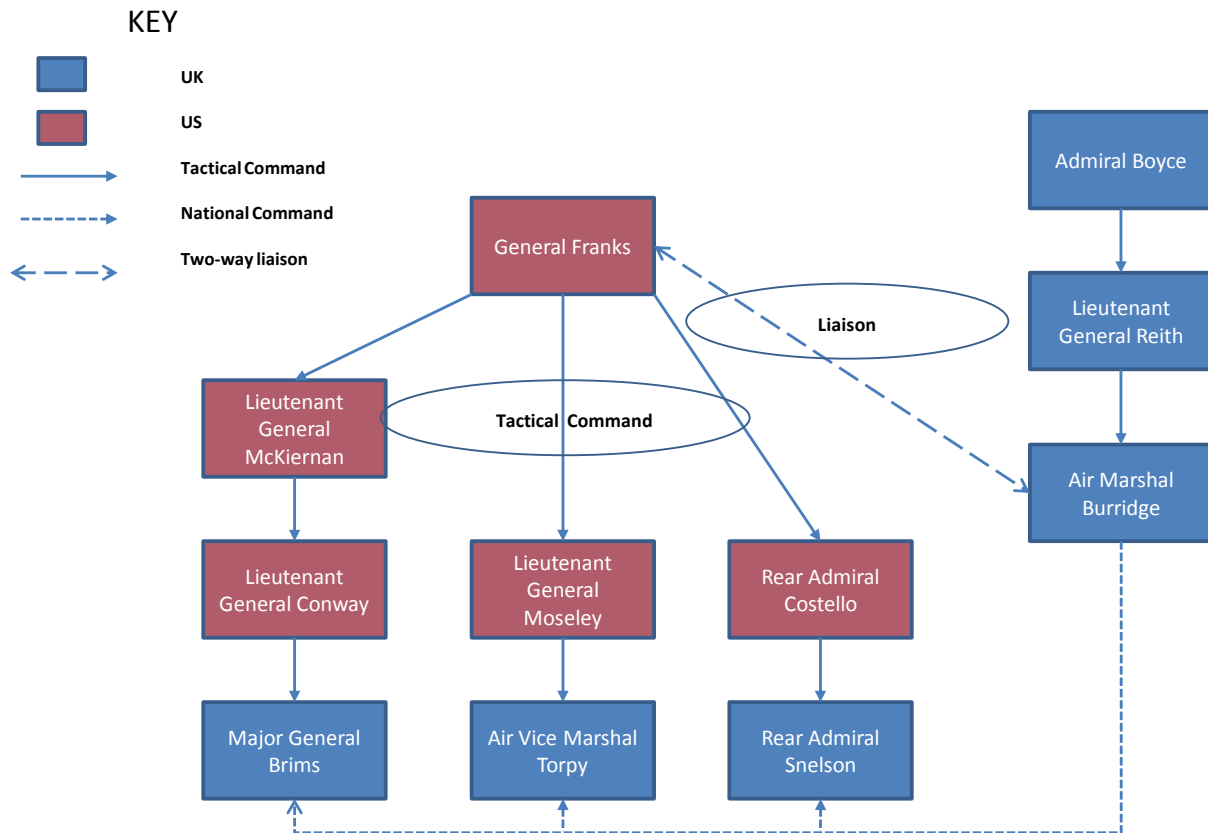 KEY
UK
US
Tactical Command
National Command
Two-way liaison
Admiral Boyce
General Franks
Lieutenant
General Reith
Liaison
Lieutenant
General
McKiernan
Tactical Command
Air Marshal
Burridge
Lieutenant
General Conway
Lieutenant
General
Moseley
Rear Admiral
Costello
Major General
Brims
Air Vice Marshal
Torpy
Rear Admiral
Snelson